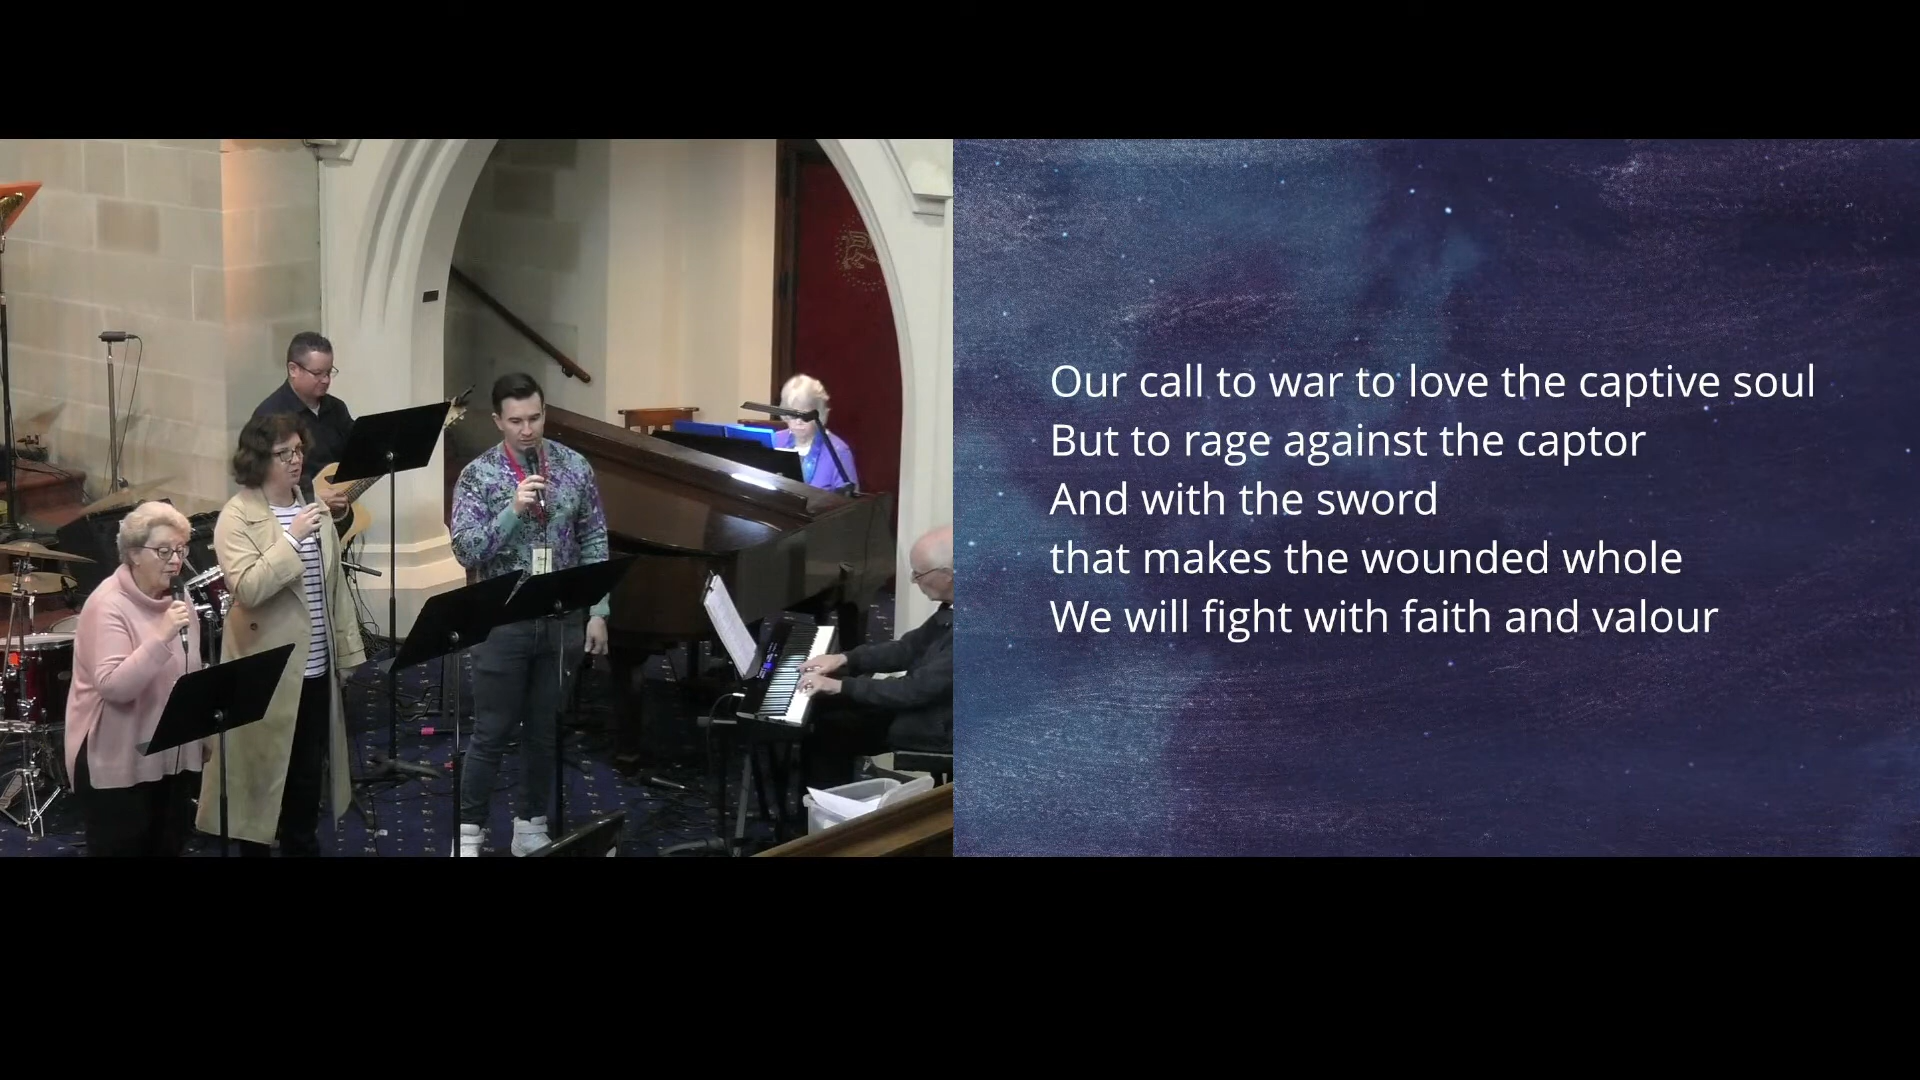 Our call to war to love the captive soul
But to rage against the captor
And with the sword
that makes the wounded whole
We will fight with faith and valour